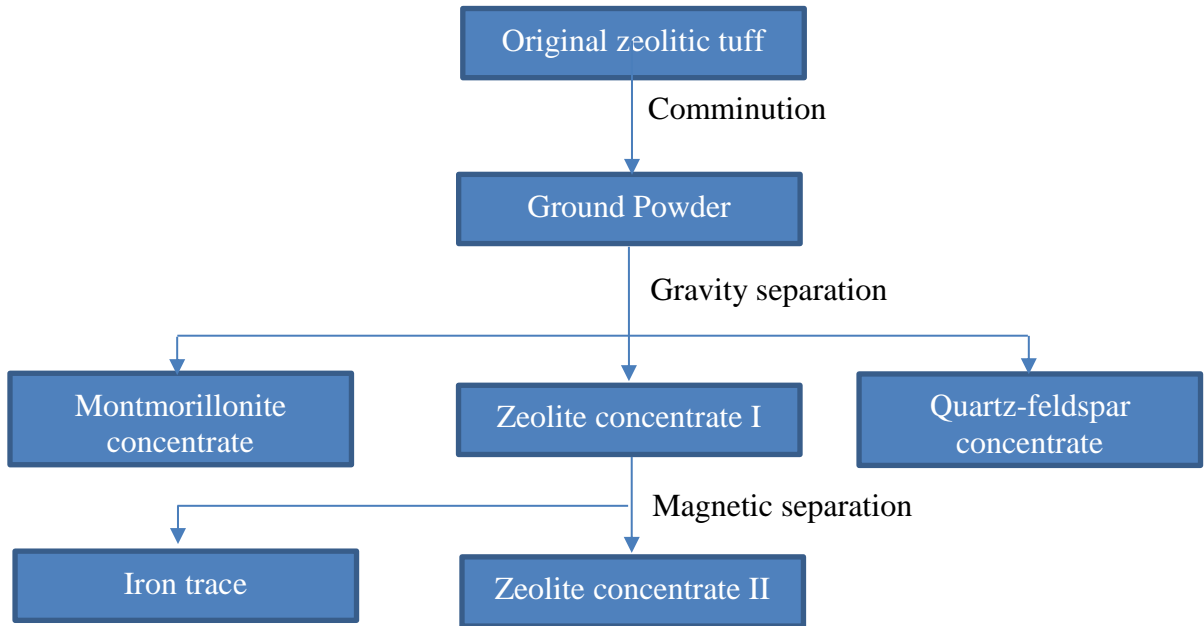 Original zeolitic tuff
Comminution
Ground Powder
Gravity separation
Montmorillonite
concentrate
Zeolite concentrate I
Quartz-feldspar
concentrate
Magnetic separation
Iron trace
Zeolite concentrate II